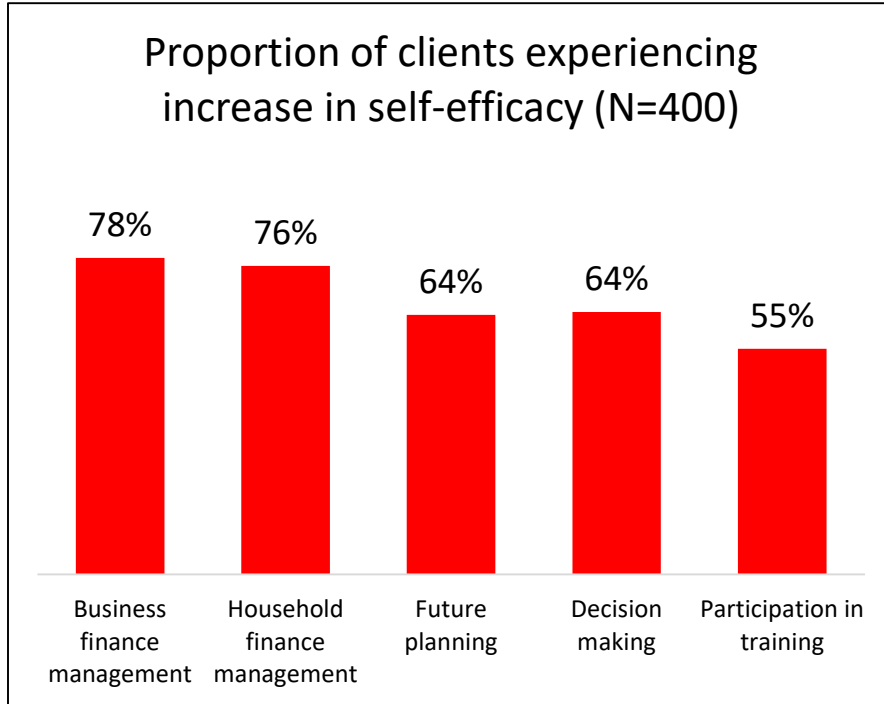 Proportion of clients experiencing
increase in self-efficacy (N=400)
78%
76%
64%
64%
55%
Business
finance
management
Household
finance
management
Future
planning
Decision
making
Participation in
training